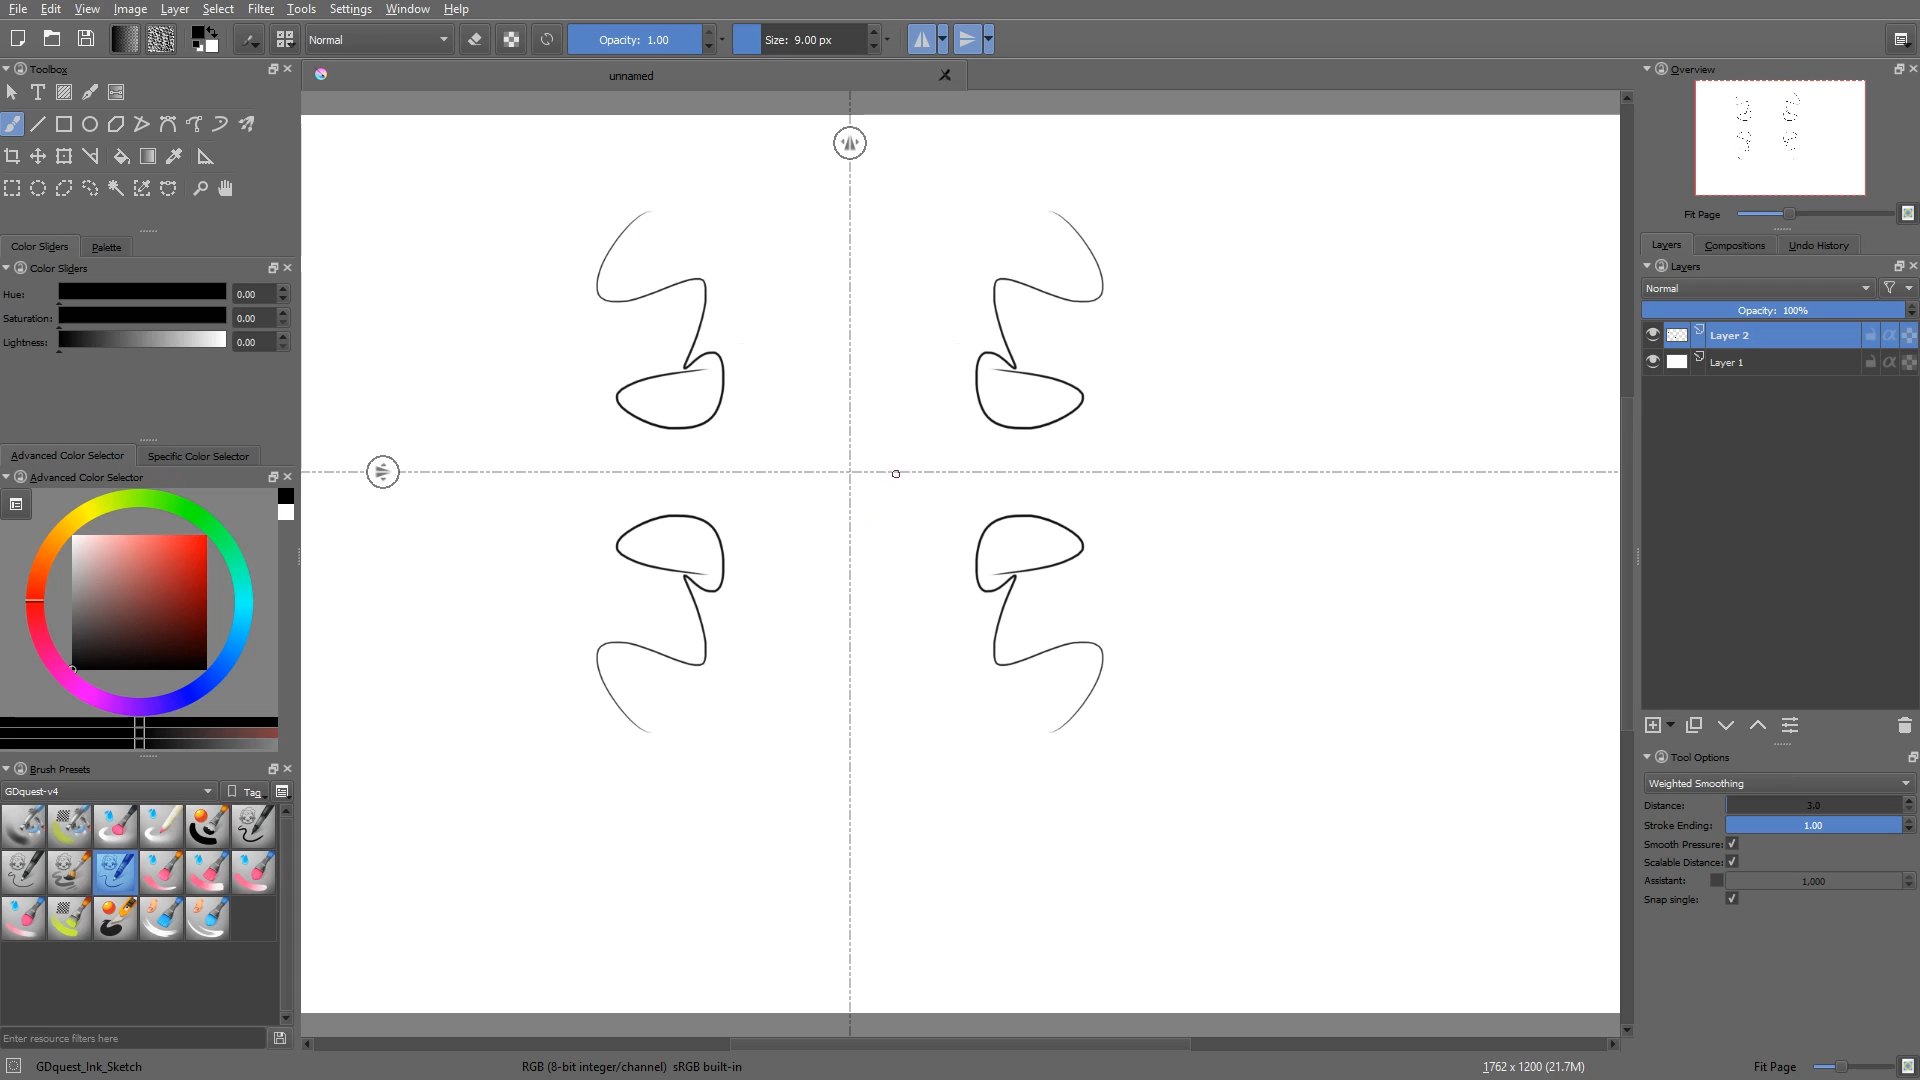 File Edit View Image Layer Select Filter Tools Settings Window Help
Normal Opacity: 1.00 Size: 9.00 px
Toolbox
unnamed
Overview
Fit Page
Color Sliders Palette
Color Sliders
Hue: 0.00
Saturation: 0.00
Lightness: 0.00
Layers Compositions Undo History
Layers
Normal
Opacity: 100%
Layer 2
Layer 1
Advanced Color Selector Specific Color Selector
Advanced Color Selector
Brush Presets
GDquest-v4 Tag
Tool Options
Weighted Smoothing
Distance: 3.0
Stroke Ending: 1.00
Smooth Pressure:
Scalable Distance:
Assistant: 1,000
Snap single:
Enter resource filters here
GDquest_Ink_Sketch RGB (8-bit integer/channel) sRGB built-in 1762 x 1200 (21.7M) Fit Page